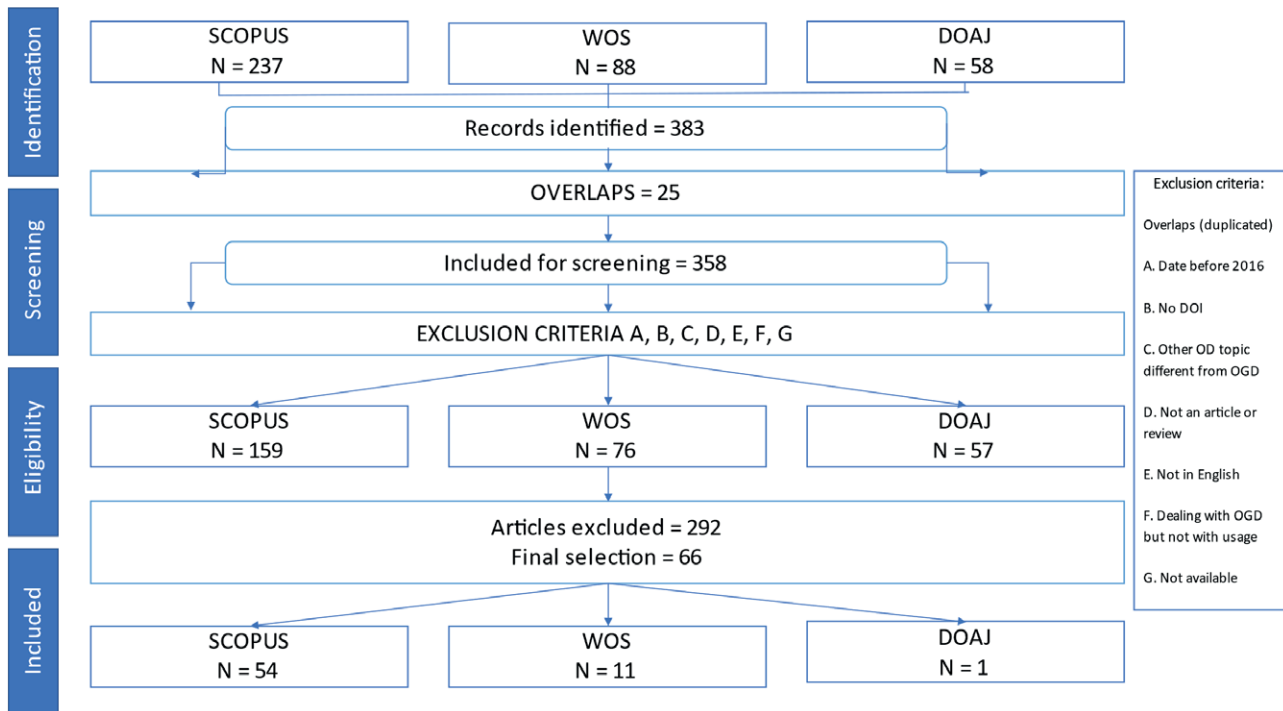 Identification
SCOPUS
N = 237
WOS
N = 88
DOAJ
N = 58
Records identified = 383
Screening
OVERLAPS = 25
Included for screening = 358
EXCLUSION CRITERIA A, B, C, D, E, F, G
Eligibility
SCOPUS
N = 159
WOS
N = 76
DOAJ
N = 57
Articles excluded = 292
Final selection = 66
Included
SCOPUS
N = 54
WOS
N = 11
DOAJ
N = 1
Exclusion criteria:
Overlaps (duplicated)
A. Date before 2016
B. No DOI
C. Other OD topic
different from OGD
D. Not an article or
review
E. Not in English
F. Dealing with OGD
but not with usage
G. Not available